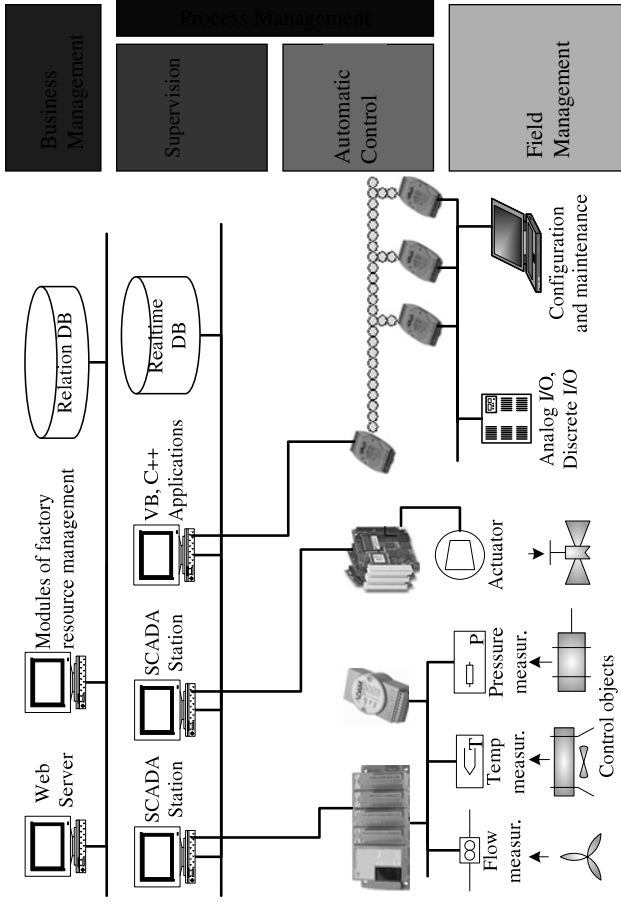 Process Management
Business
Management
Supervision
Automatic
Control
Field
Management
Web
Server
Modules of factory
resource management
Relation DB
SCADA
Station
SCADA
Station
VB, C++
Applications
Realtime
DB
Flow
measur.
Temp
measur.
Pressure
measur.
P
Actuator
Analog I/O,
Discrete I/O
Configuration
and maintenance
Control objects